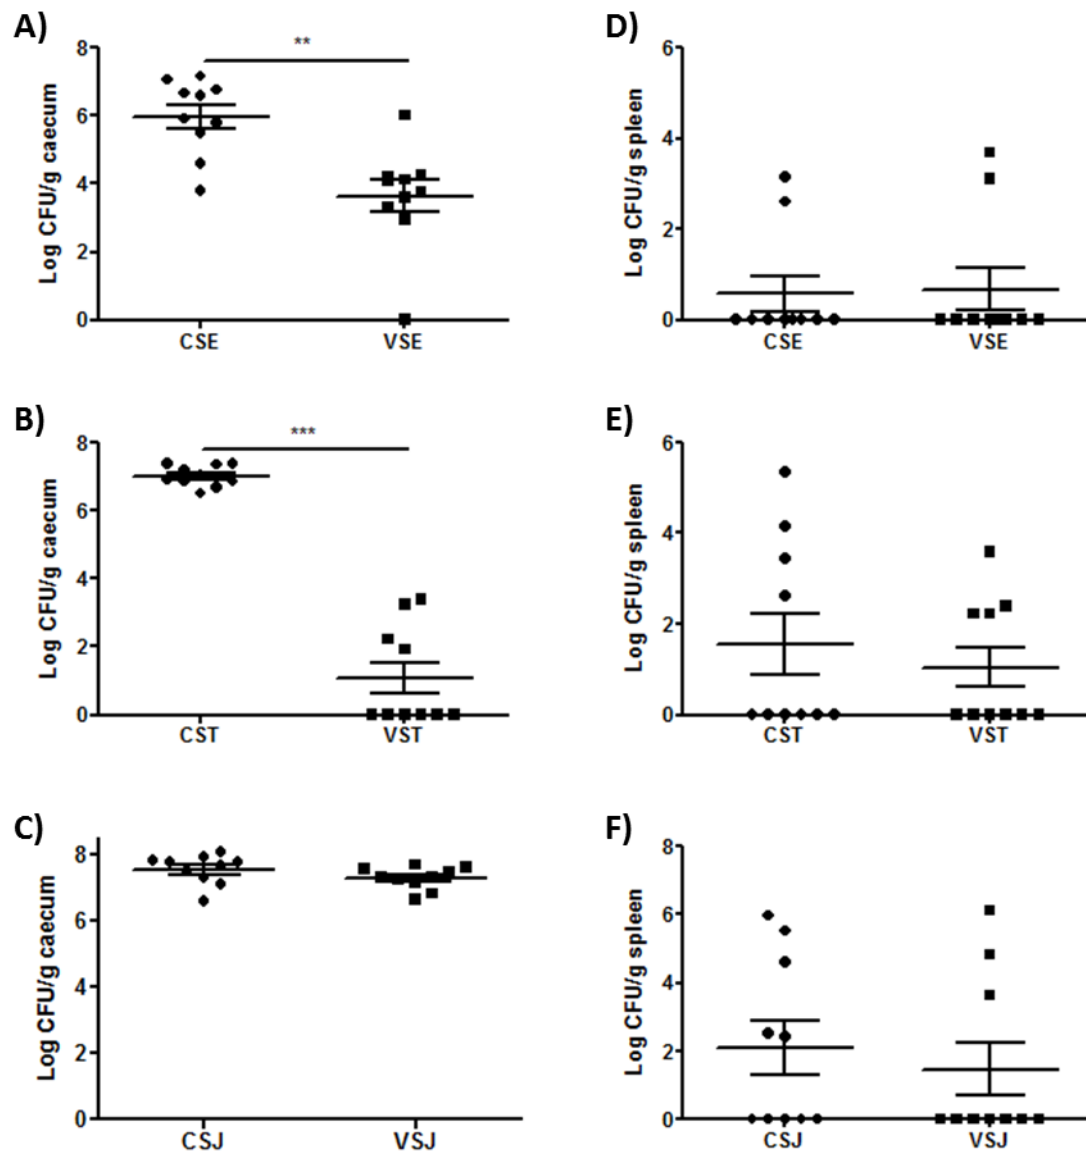 A)
**
Log CFU/g caecum
8
6
4
2
0
CSE
VSE
D)
Log CFU/g spleen
6
4
2
0
CSE
VSE
B)
***
Log CFU/g caecum
8
6
4
2
0
CST
VST
E)
Log CFU/g spleen
6
4
2
0
CST
VST
C)
Log CFU/g caecum
8
6
4
2
0
CSJ
VSJ
F)
Log CFU/g spleen
8
6
4
2
0
CSJ
VSJ